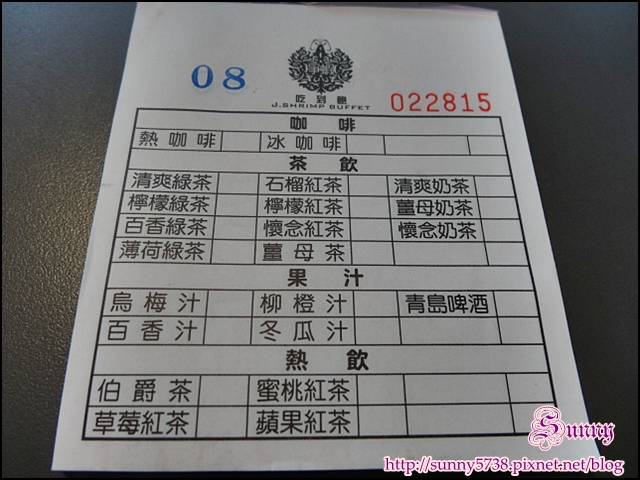 08
吃到飽
J.SHRIMP BUFFET
022815
咖啡
熱咖啡 冰咖啡
茶飲
清爽綠茶 石榴紅茶 清爽奶茶
檸檬綠茶 檸檬紅茶 薑母奶茶
百香綠茶 懷念紅茶 懷念奶茶
薄荷綠茶 薑母茶
果汁
烏梅汁 柳橙汁 青島啤酒
百香汁 冬瓜汁
熱飲
伯爵茶 蜜桃紅茶
草莓紅茶 蘋果紅茶
Sunny
http://sunny5738.pixnet.net/blog